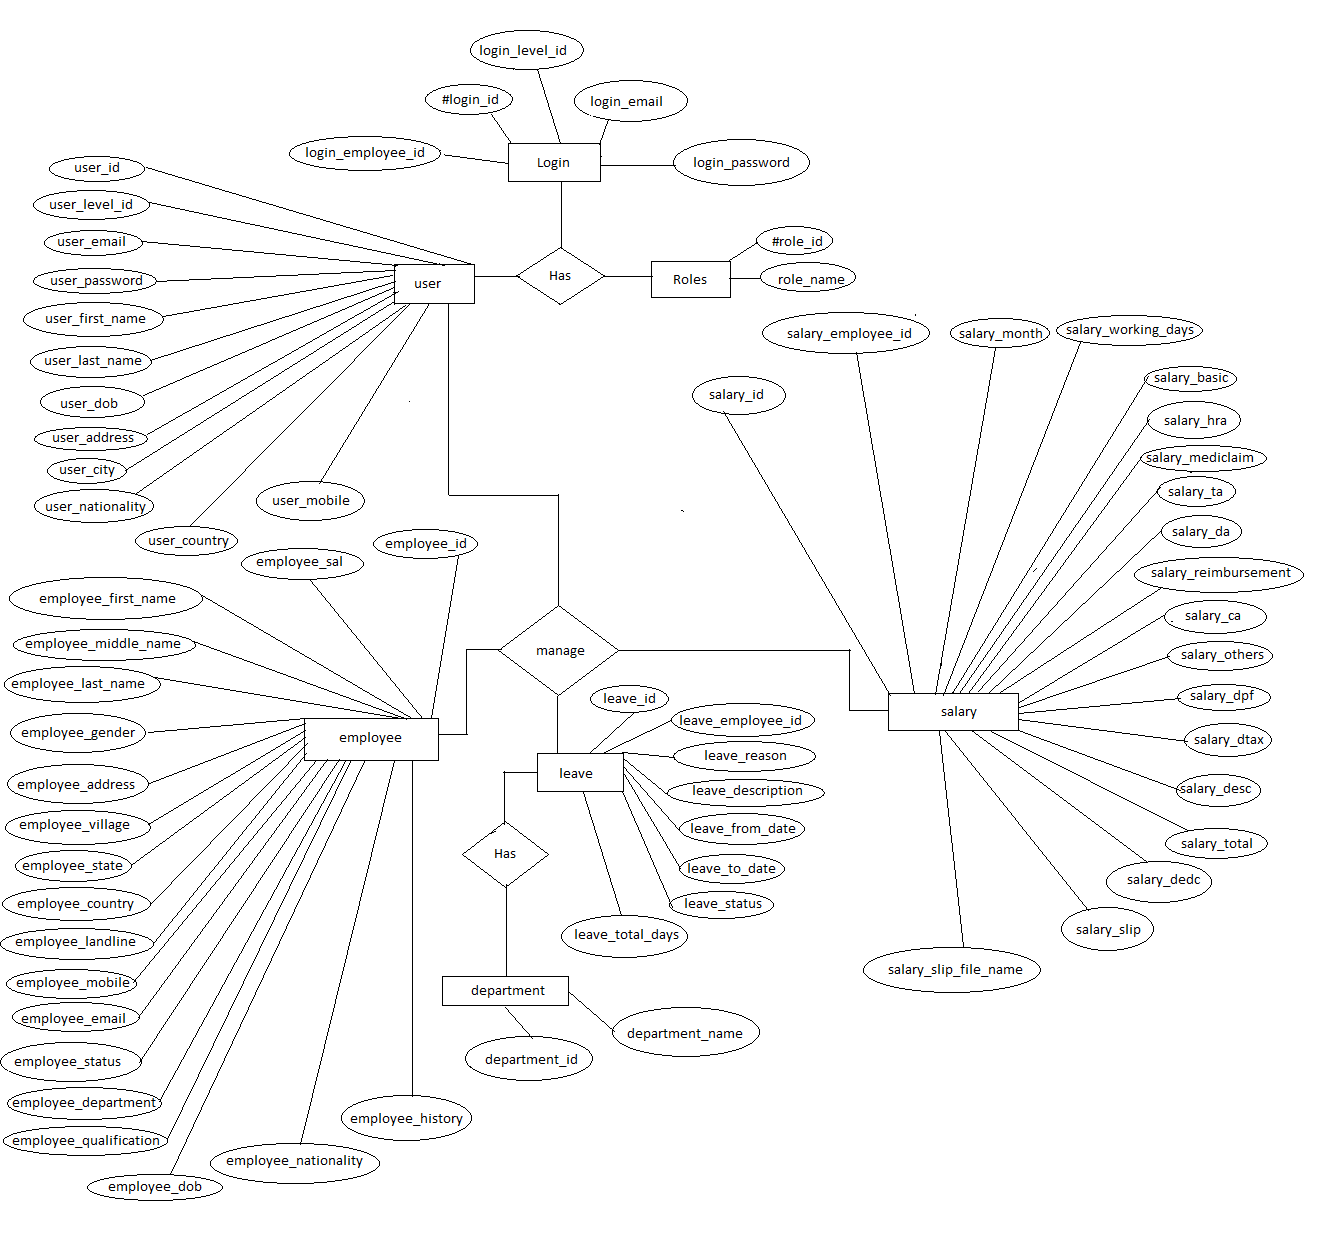 login_level_id
#login_id
login_email
login_employee_id
Login
login_password
user_id
user_level_id
user_email
user_password
user_first_name
user_last_name
user_dob
user_address
user_city
user_nationality
user_country
user_mobile
user
Has
Roles
#role_id
role_name
salary_employee_id
salary_month
salary_working_days
salary_id
salary_basic
salary_hra
salary_mediclaim
salary_ta
salary_da
salary_reimbursement
salary_ca
salary_others
salary_dpf
salary_dtax
salary_desc
salary_total
salary_dedc
salary_slip
salary_slip_file_name
salary
manage
employee_id
employee_sal
employee_first_name
employee_middle_name
employee_last_name
employee_gender
employee_address
employee_village
employee_state
employee_country
employee_landline
employee_mobile
employee_email
employee_status
employee_department
employee_qualification
employee_dob
employee_nationality
employee_history
employee
leave_id
leave_employee_id
leave_reason
leave_description
leave_from_date
leave_to_date
leave_status
leave_total_days
leave
Has
department
department_name
department_id